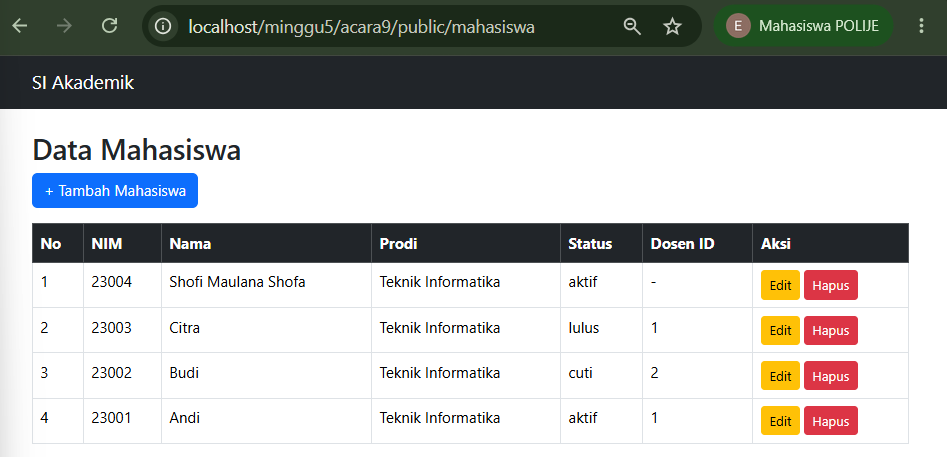 localhost/minggu5/acara9/public/mahasiswa E Mahasiswa POLIJE
SI Akademik
Data Mahasiswa
+ Tambah Mahasiswa
No NIM Nama Prodi Status Dosen ID Aksi
1 23004 Shofi Maulana Shofa Teknik Informatika aktif - Edit Hapus
2 23003 Citra Teknik Informatika lulus 1 Edit Hapus
3 23002 Budi Teknik Informatika cuti 2 Edit Hapus
4 23001 Andi Teknik Informatika aktif 1 Edit Hapus